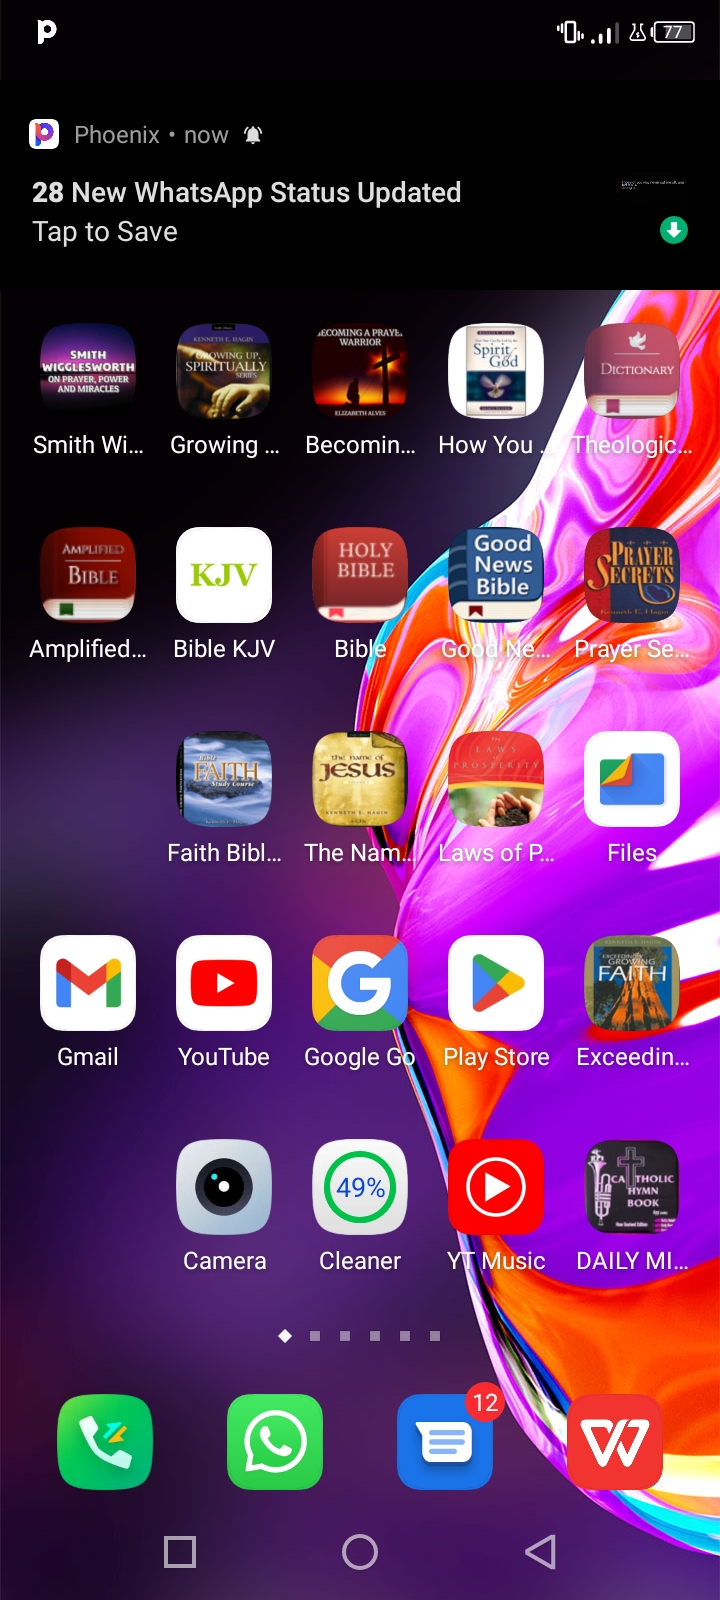 77
Phoenix • now
28 New WhatsApp Status Updated
Tap to Save
SMITH
WIGGLESWORTH
ON PRAYER, POWER
AND MIRACLES
KENNETH E. HAGIN
GROWING UP,
SPIRITUALLY
SERIES
ECOMING A PRAYE
WARRIOR
ELIZABETH ALVES
Spirit
of
God
DICTIONARY
Smith Wi...
Growing ...
Becomin...
How You ...
Theologic...
AMPLIFIED
BIBLE
KJV
HOLY
BIBLE
Good
News
Bible
PRAYER
SECRETS
Kenneth E. Hagin
Amplified...
Bible KJV
Bible
Good Ne...
Prayer Se...
Bible
FAITH
Study Course
the name of
JESUS
KENNETH E. HAGIN
LAWS
PROSPERITY
Faith Bibl...
The Nam...
Laws of P...
Files
EXCEEDINGLY
GROWING
FAITH
Gmail
YouTube
Google Go
Play Store
Exceedin...
49%
CATHOLIC
HYMN
BOOK
Camera
Cleaner
YT Music
DAILY MI...
12